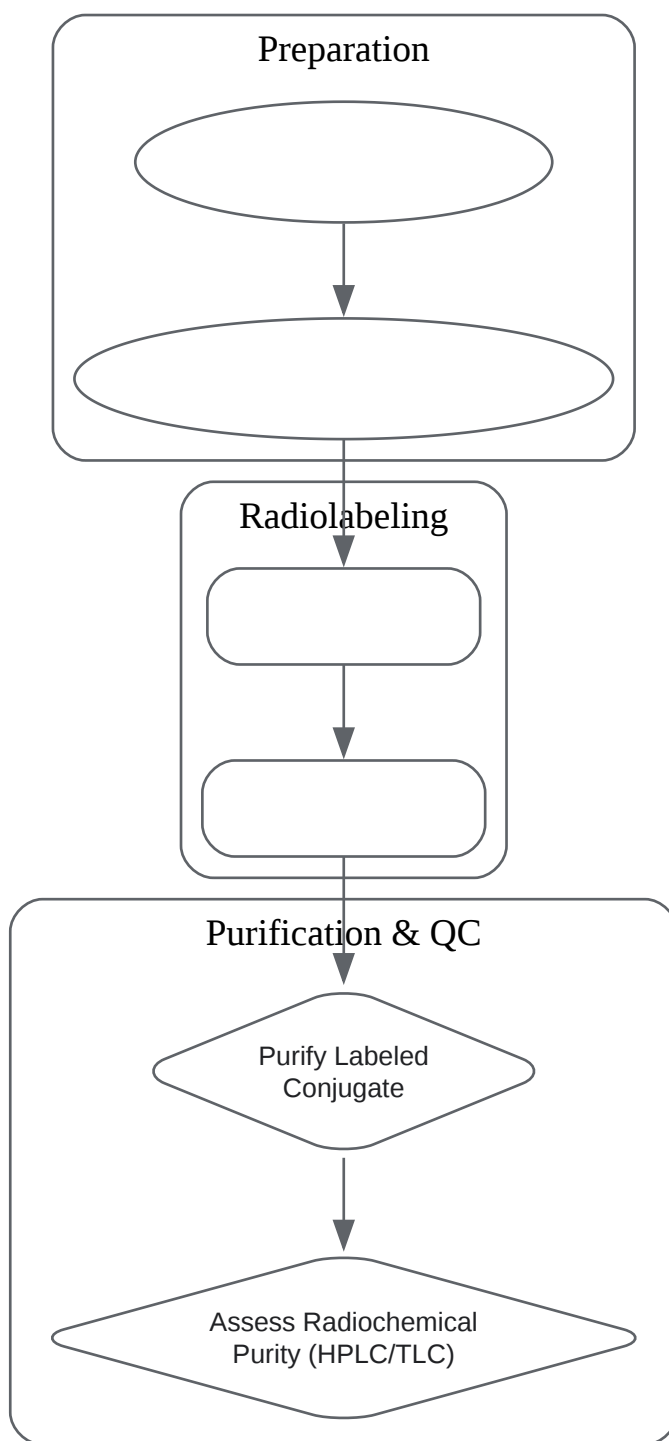 Preparation
Radiolabeling
Purification & QC
Purify Labeled
Conjugate
Assess Radiochemical
Purity (HPLC/TLC)